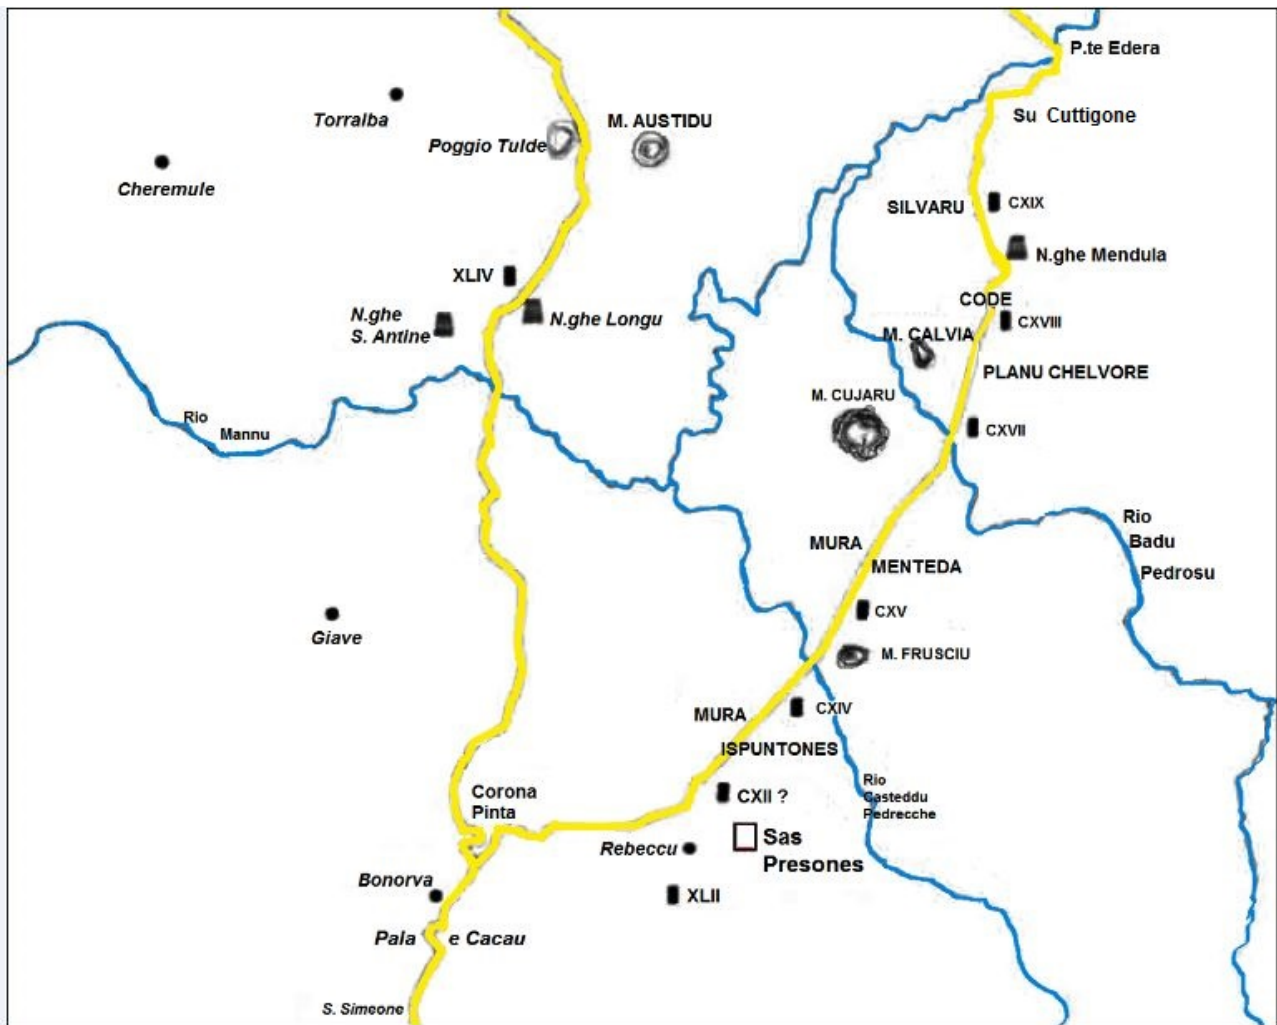 P.te Edera
Su Cuttigone
Torralba
M. AUSTIDU
Poggio Tulde
Cheremule
SILVARU
CXIX
N.ghe Mendula
XLIV
CODE
N.ghe
S. Antine
N.ghe Longu
CXVIII
M. CALVIA
PLANU CHELVORE
M. CUJARU
Rio
Mannu
CXVII
Rio
Badu
Pedrosu
MURA
MENTEDA
CXV
Giave
M. FRUSCIU
MURA
CXIV
ISPUNTONES
Rio
Casteddu
Pedrecche
Corona
Pinta
CXII ?
Sas
Presones
Rebeccu
Bonorva
XLII
Pala e Cacau
S. Simeone